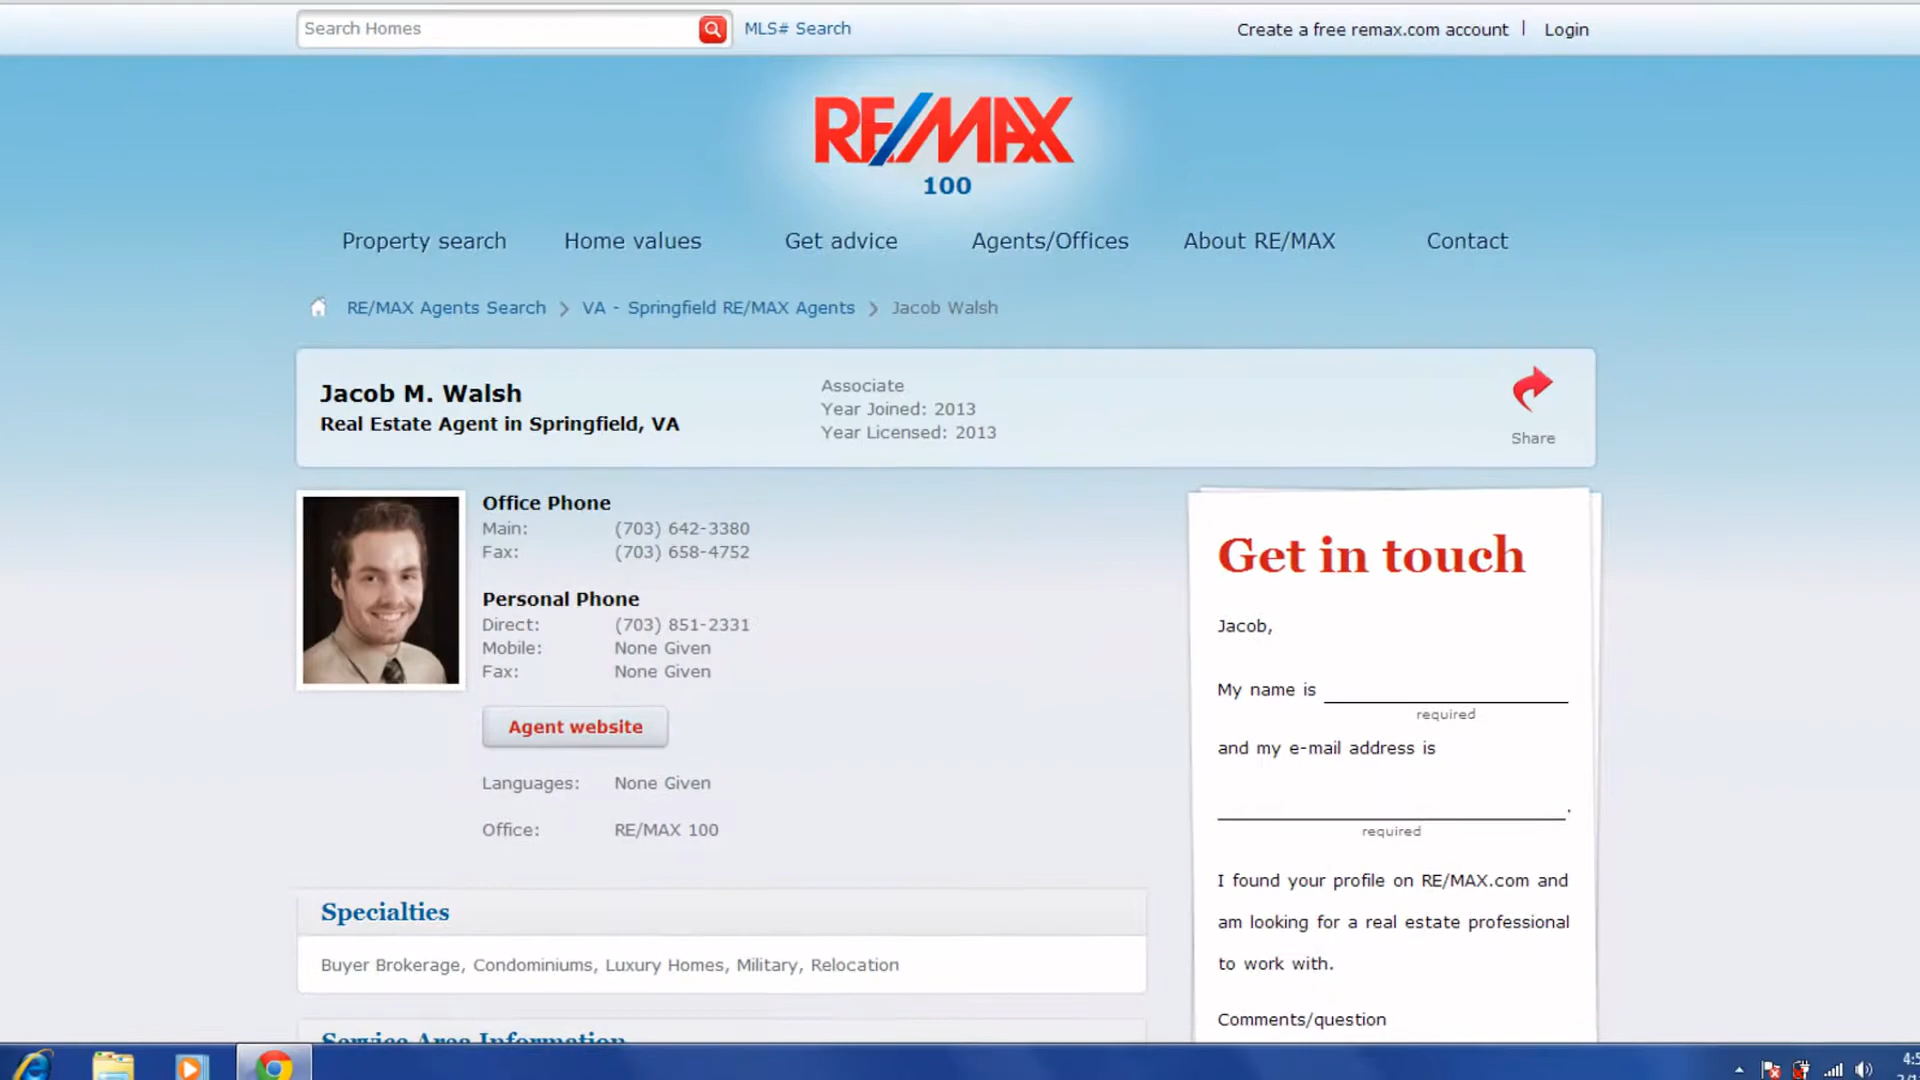 Search Homes
MLS# Search
Create a free remax.com account | Login
RE/MAX
100
Property search
Home values
Get advice
Agents/Offices
About RE/MAX
Contact
RE/MAX Agents Search > VA - Springfield RE/MAX Agents > Jacob Walsh
Jacob M. Walsh
Real Estate Agent in Springfield, VA
Associate
Year Joined: 2013
Year Licensed: 2013
Share
Office Phone
Main: (703) 642-3380
Fax: (703) 658-4752
Personal Phone
Direct: (703) 851-2331
Mobile: None Given
Fax: None Given
Agent website
Languages: None Given
Office: RE/MAX 100
Specialties
Buyer Brokerage, Condominiums, Luxury Homes, Military, Relocation
Service Area Information
Get in touch
Jacob,
My name is
required
and my e-mail address is
.
required
I found your profile on RE/MAX.com and
am looking for a real estate professional
to work with.
Comments/question